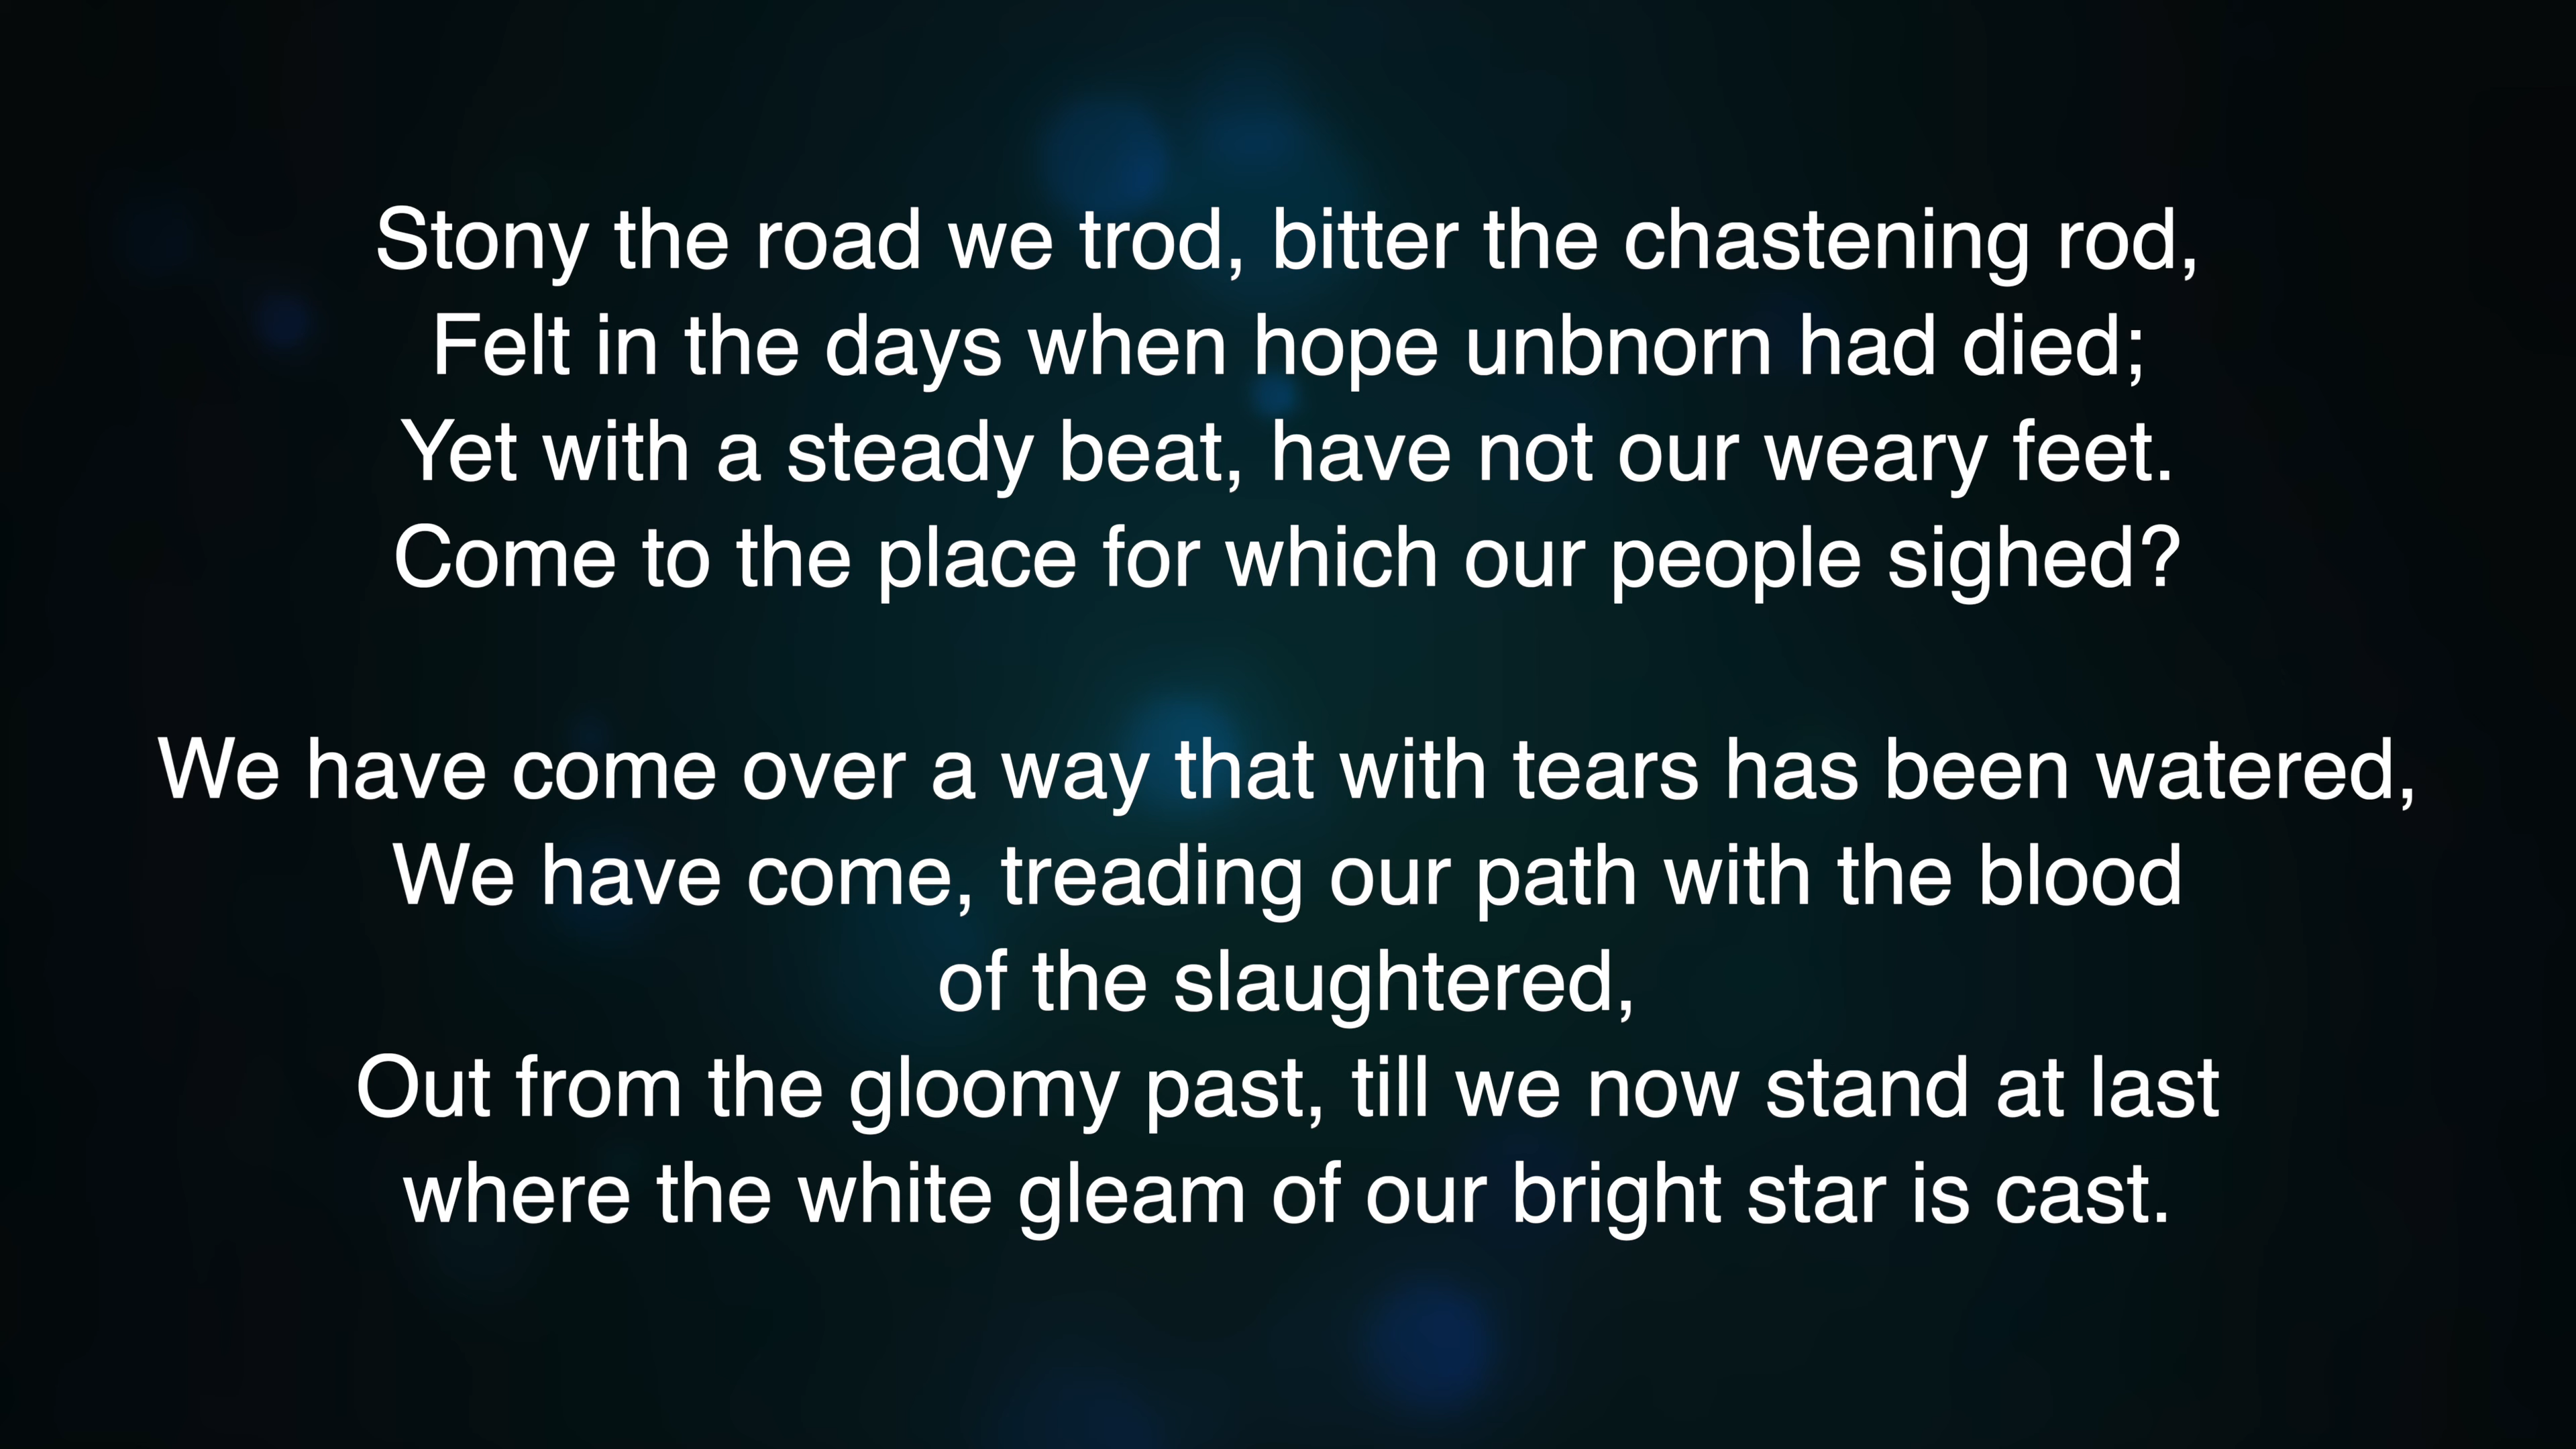 Stony the road we trod, bitter the chastening rod,
Felt in the days when hope unbnorn had died;
Yet with a steady beat, have not our weary feet.
Come to the place for which our people sighed?
We have come over a way that with tears has been watered,
We have come, treading our path with the blood
of the slaughtered,
Out from the gloomy past, till we now stand at last
where the white gleam of our bright star is cast.